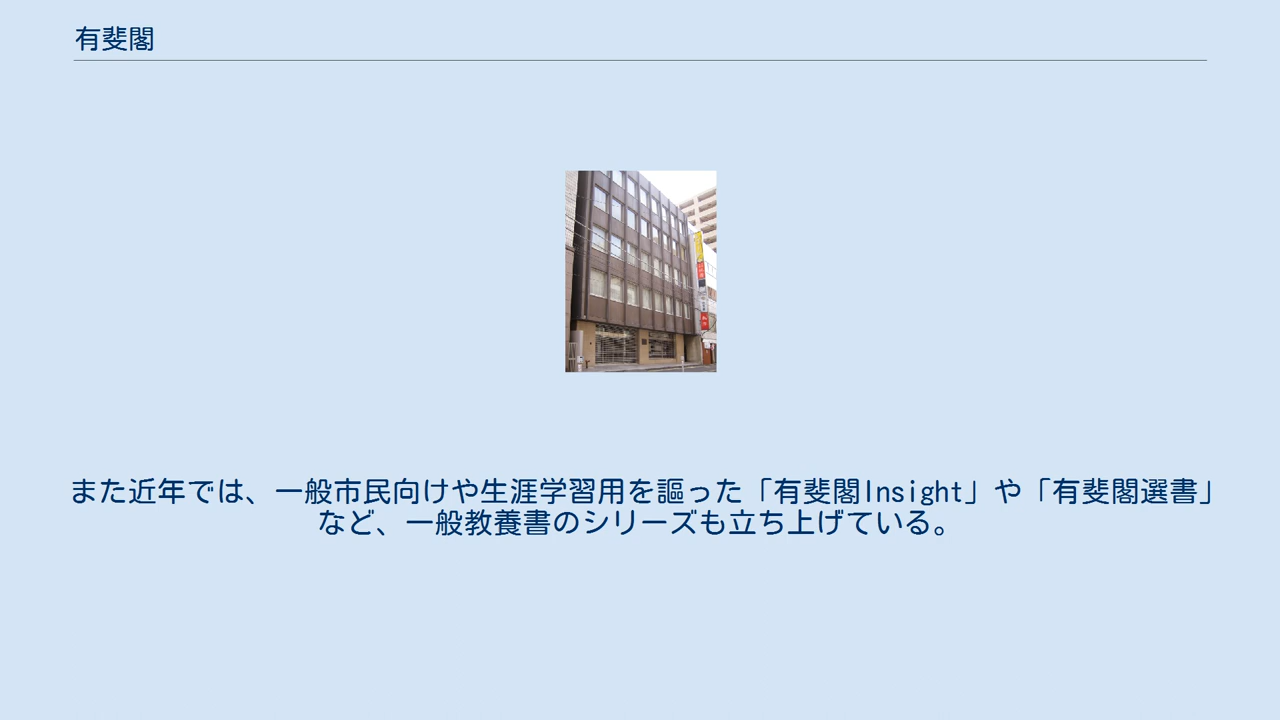 有斐閣
また近年では、一般市民向けや生涯学習用を謳った「有斐閣Insight」や「有斐閣選書」
など、一般教養書のシリーズも立ち上げている。